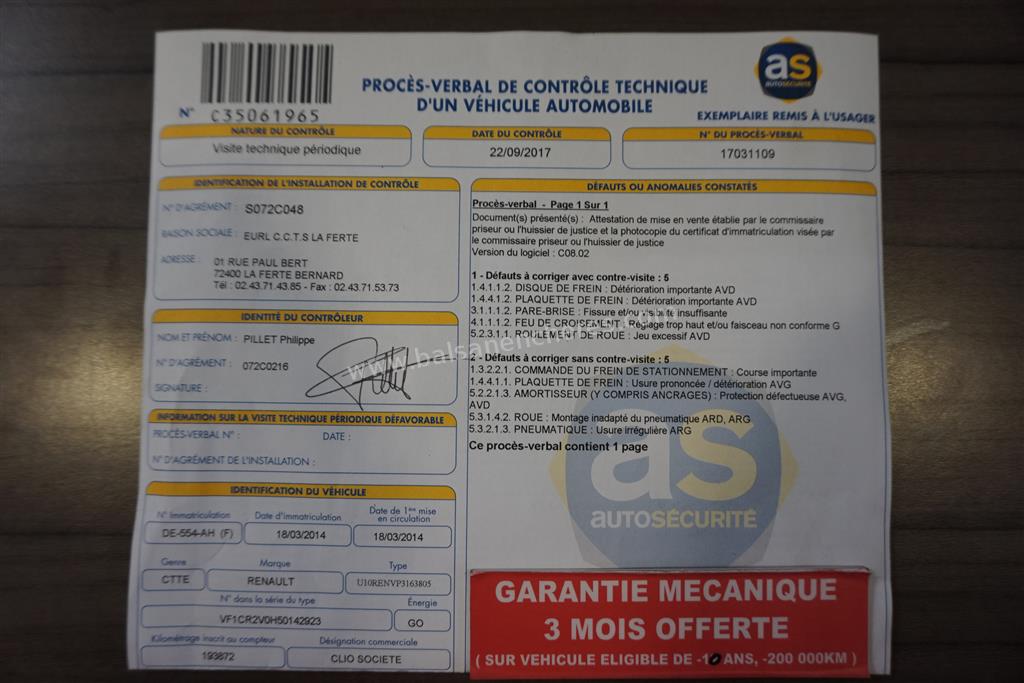 as
AUTOSÉCURITÉ
PROCÈS-VERBAL DE CONTRÔLE TECHNIQUE
D'UN VÉHICULE AUTOMOBILE
N° C35061965
EXEMPLAIRE REMIS À L'USAGER
NATURE DU CONTRÔLE
Visite technique périodique
DATE DU CONTRÔLE
22/09/2017
N° DU PROCÈS-VERBAL
17031109
IDENTIFICATION DE L'INSTALLATION DE CONTRÔLE
N° D'AGRÉMENT : S072C048
RAISON SOCIALE : EURL C.C.T.S LA FERTE
ADRESSE : 01 RUE PAUL BERT
72400 LA FERTE BERNARD
Tél : 02.43.71.43.85 - Fax : 02.43.71.53.73
IDENTITÉ DU CONTRÔLEUR
NOM ET PRÉNOM : PILLET Philippe
N° D'AGRÉMENT : 072C0216
SIGNATURE :
INFORMATION SUR LA VISITE TECHNIQUE PÉRIODIQUE DÉFAVORABLE
PROCÈS-VERBAL N° : DATE :
N° D'AGRÉMENT DE L'INSTALLATION :
IDENTIFICATION DU VÉHICULE
N° Immatriculation
DE-554-AH (F)
Date d'immatriculation
18/03/2014
Date de 1ère mise
en circulation
18/03/2014
Genre
CTTE
Marque
RENAULT
Type
U10RENVP3163805
N° dans la série du type
VF1CR2V0H50142923
Énergie
GO
Kilométrage inscrit au compteur
193872
Désignation commerciale
CLIO SOCIETE
DÉFAUTS OU ANOMALIES CONSTATÉS
Procès-verbal - Page 1 Sur 1
Document(s) présenté(s) : Attestation de mise en vente établie par le commissaire
priseur ou l'huissier de justice et la photocopie du certificat d'immatriculation visée par
le commissaire priseur ou l'huissier de justice
Version du logiciel : C08.02
1 - Défauts à corriger avec contre-visite : 5
1.4.1.1.2. DISQUE DE FREIN : Détérioration importante AVD
1.4.4.1.2. PLAQUETTE DE FREIN : Détérioration importante AVD
3.1.1.1.2. PARE-BRISE : Fissure et/ou visibilité insuffisante
4.1.1.1.2. FEU DE CROISEMENT : Réglage trop haut et/ou faisceau non conforme G
5.2.3.1.1. ROULEMENT DE ROUE : Jeu excessif AVD
2 - Défauts à corriger sans contre-visite : 5
1.3.2.2.1. COMMANDE DU FREIN DE STATIONNEMENT : Course importante
1.4.4.1.1. PLAQUETTE DE FREIN : Usure prononcée / détérioration AVG
5.2.2.1.3. AMORTISSEUR (Y COMPRIS ANCRAGES) : Protection défectueuse AVG,
AVD
5.3.1.4.2. ROUE : Montage inadapté du pneumatique ARD, ARG
5.3.2.1.3. PNEUMATIQUE : Usure irrégulière ARG
Ce procès-verbal contient 1 page
as
AUTOSÉCURITÉ
GARANTIE MECANIQUE
3 MOIS OFFERTE
( SUR VEHICULE ELIGIBLE DE -10 ANS, -200 000KM )